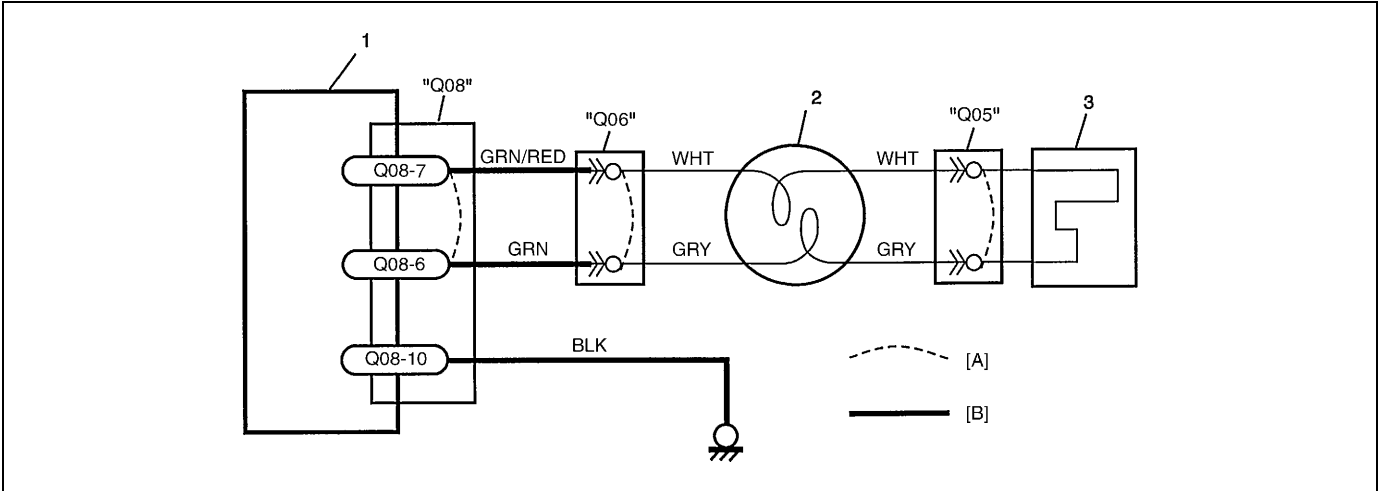 1
"Q08"
"Q06"
2
"Q05"
3
Q08-7
GRN/RED
WHT
WHT
Q08-6
GRN
GRY
GRY
Q08-10
BLK
[A]
[B]